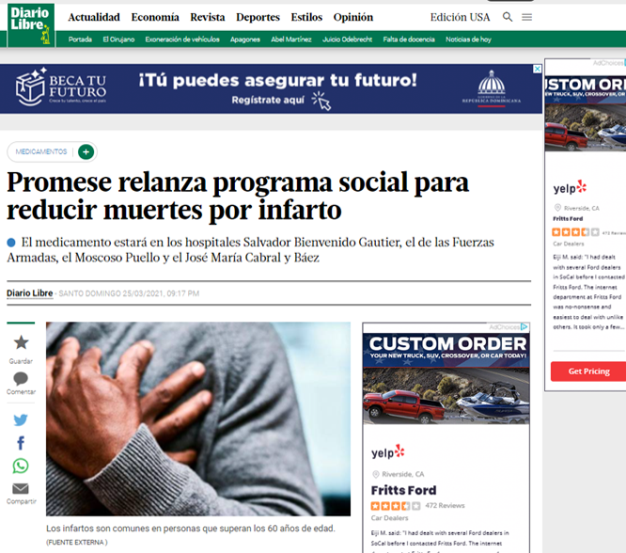 Diario
Libre
Actualidad Economía Revista Deportes Estilos Opinión
Edición USA
Portada El Cirujano Exoneración de vehículos Apagones Abel Martínez Juicio Odebrecht Falta de docencia Noticias de hoy
BECA TU
FUTURO
¡Tú puedes asegurar tu futuro!
Regístrate aquí
REPÚBLICA DOMINICANA
MEDICAMENTOS
Promese relanza programa social para
reducir muertes por infarto
El medicamento estará en los hospitales Salvador Bienvenido Gautier, el de las Fuerzas
Armadas, el Moscoso Puello y el José María Cabral y Báez
Diario Libre - SANTO DOMINGO 25/03/2021, 09:17 PM
Guardar
Comentar
Compartir
Los infartos son comunes en personas que superan los 60 años de edad.
(FUENTE EXTERNA )
AdChoices
CUSTOM ORDER
YOUR NEW TRUCK, SUV, CROSSOVER, OR CAR TODAY!
yelp
Riverside, CA
Fritts Ford
472 Reviews
Car Dealers
Eji M. said: "I had dealt with several Ford dealers in
SoCal before I contacted Fritts Ford. The internet
AdChoices
STOM OR
EW TRUCK, SUV, CROSSOVER, OR
yelp
Riverside, CA
Fritts Ford
472 Reviews
Car Dealers
Eji M. said: "I had dealt
with several Ford dealers
in SoCal before I contacted
Fritts Ford. The internet
department at Fritts Ford
was no-nonsense and
easiest to deal with unlike
others. It took only a few...
Get Pricing